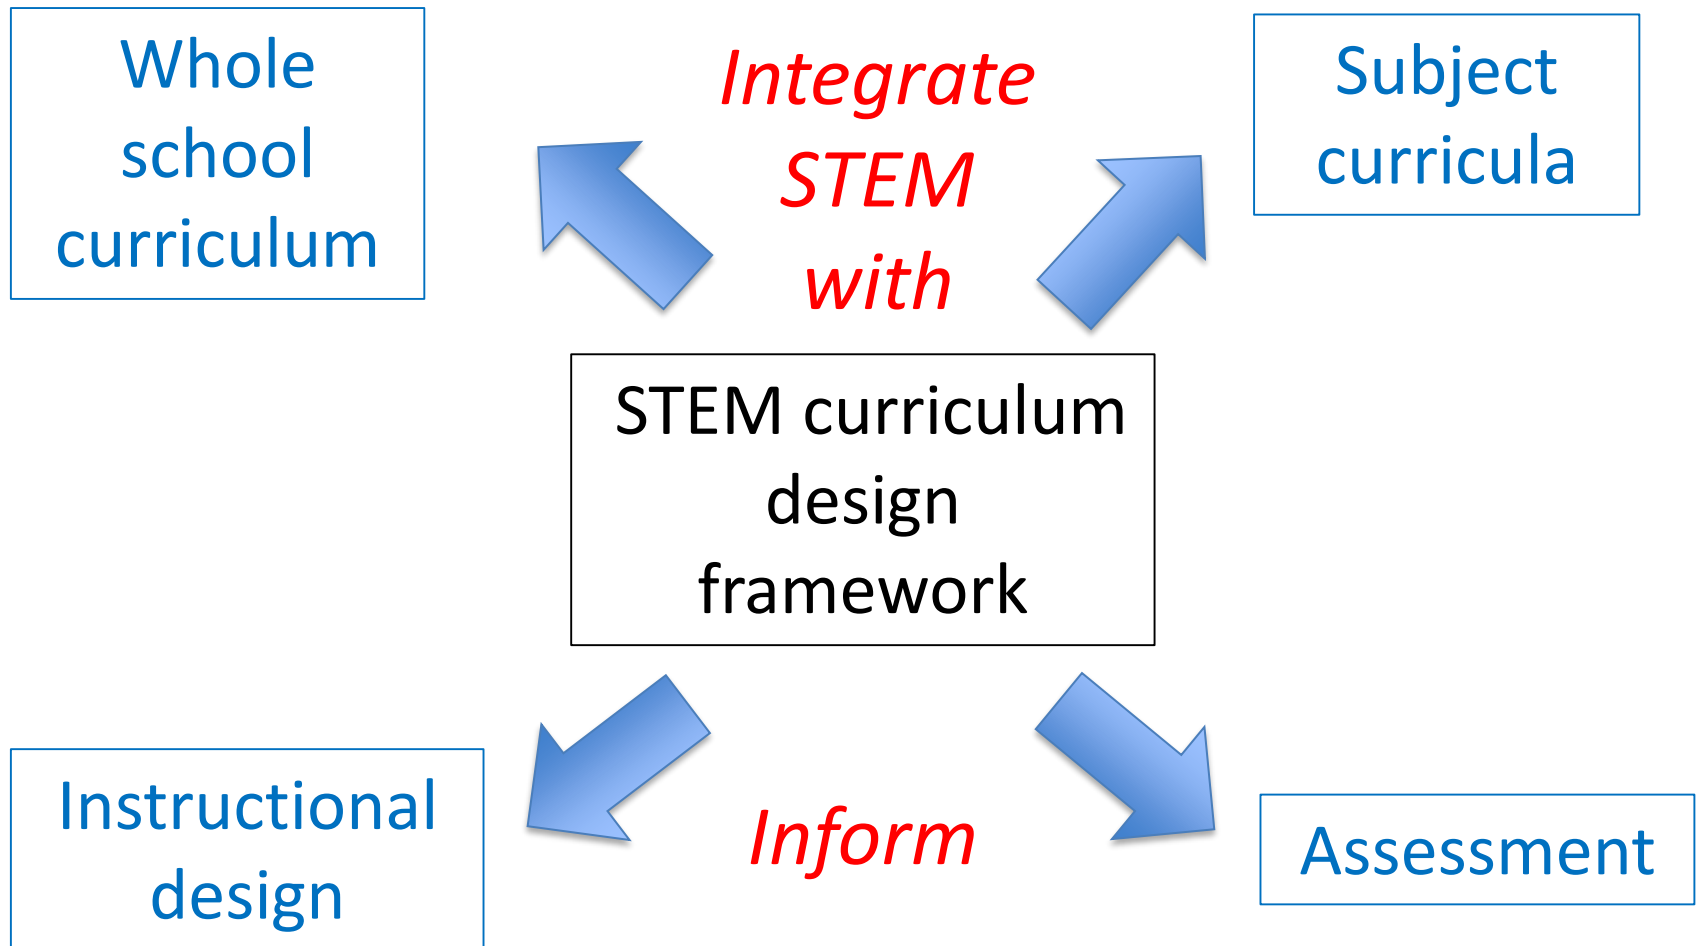 Whole
school
curriculum
Integrate
STEM
with
Subject
curricula
STEM curriculum
design
framework
Instructional
design
Inform
Assessment